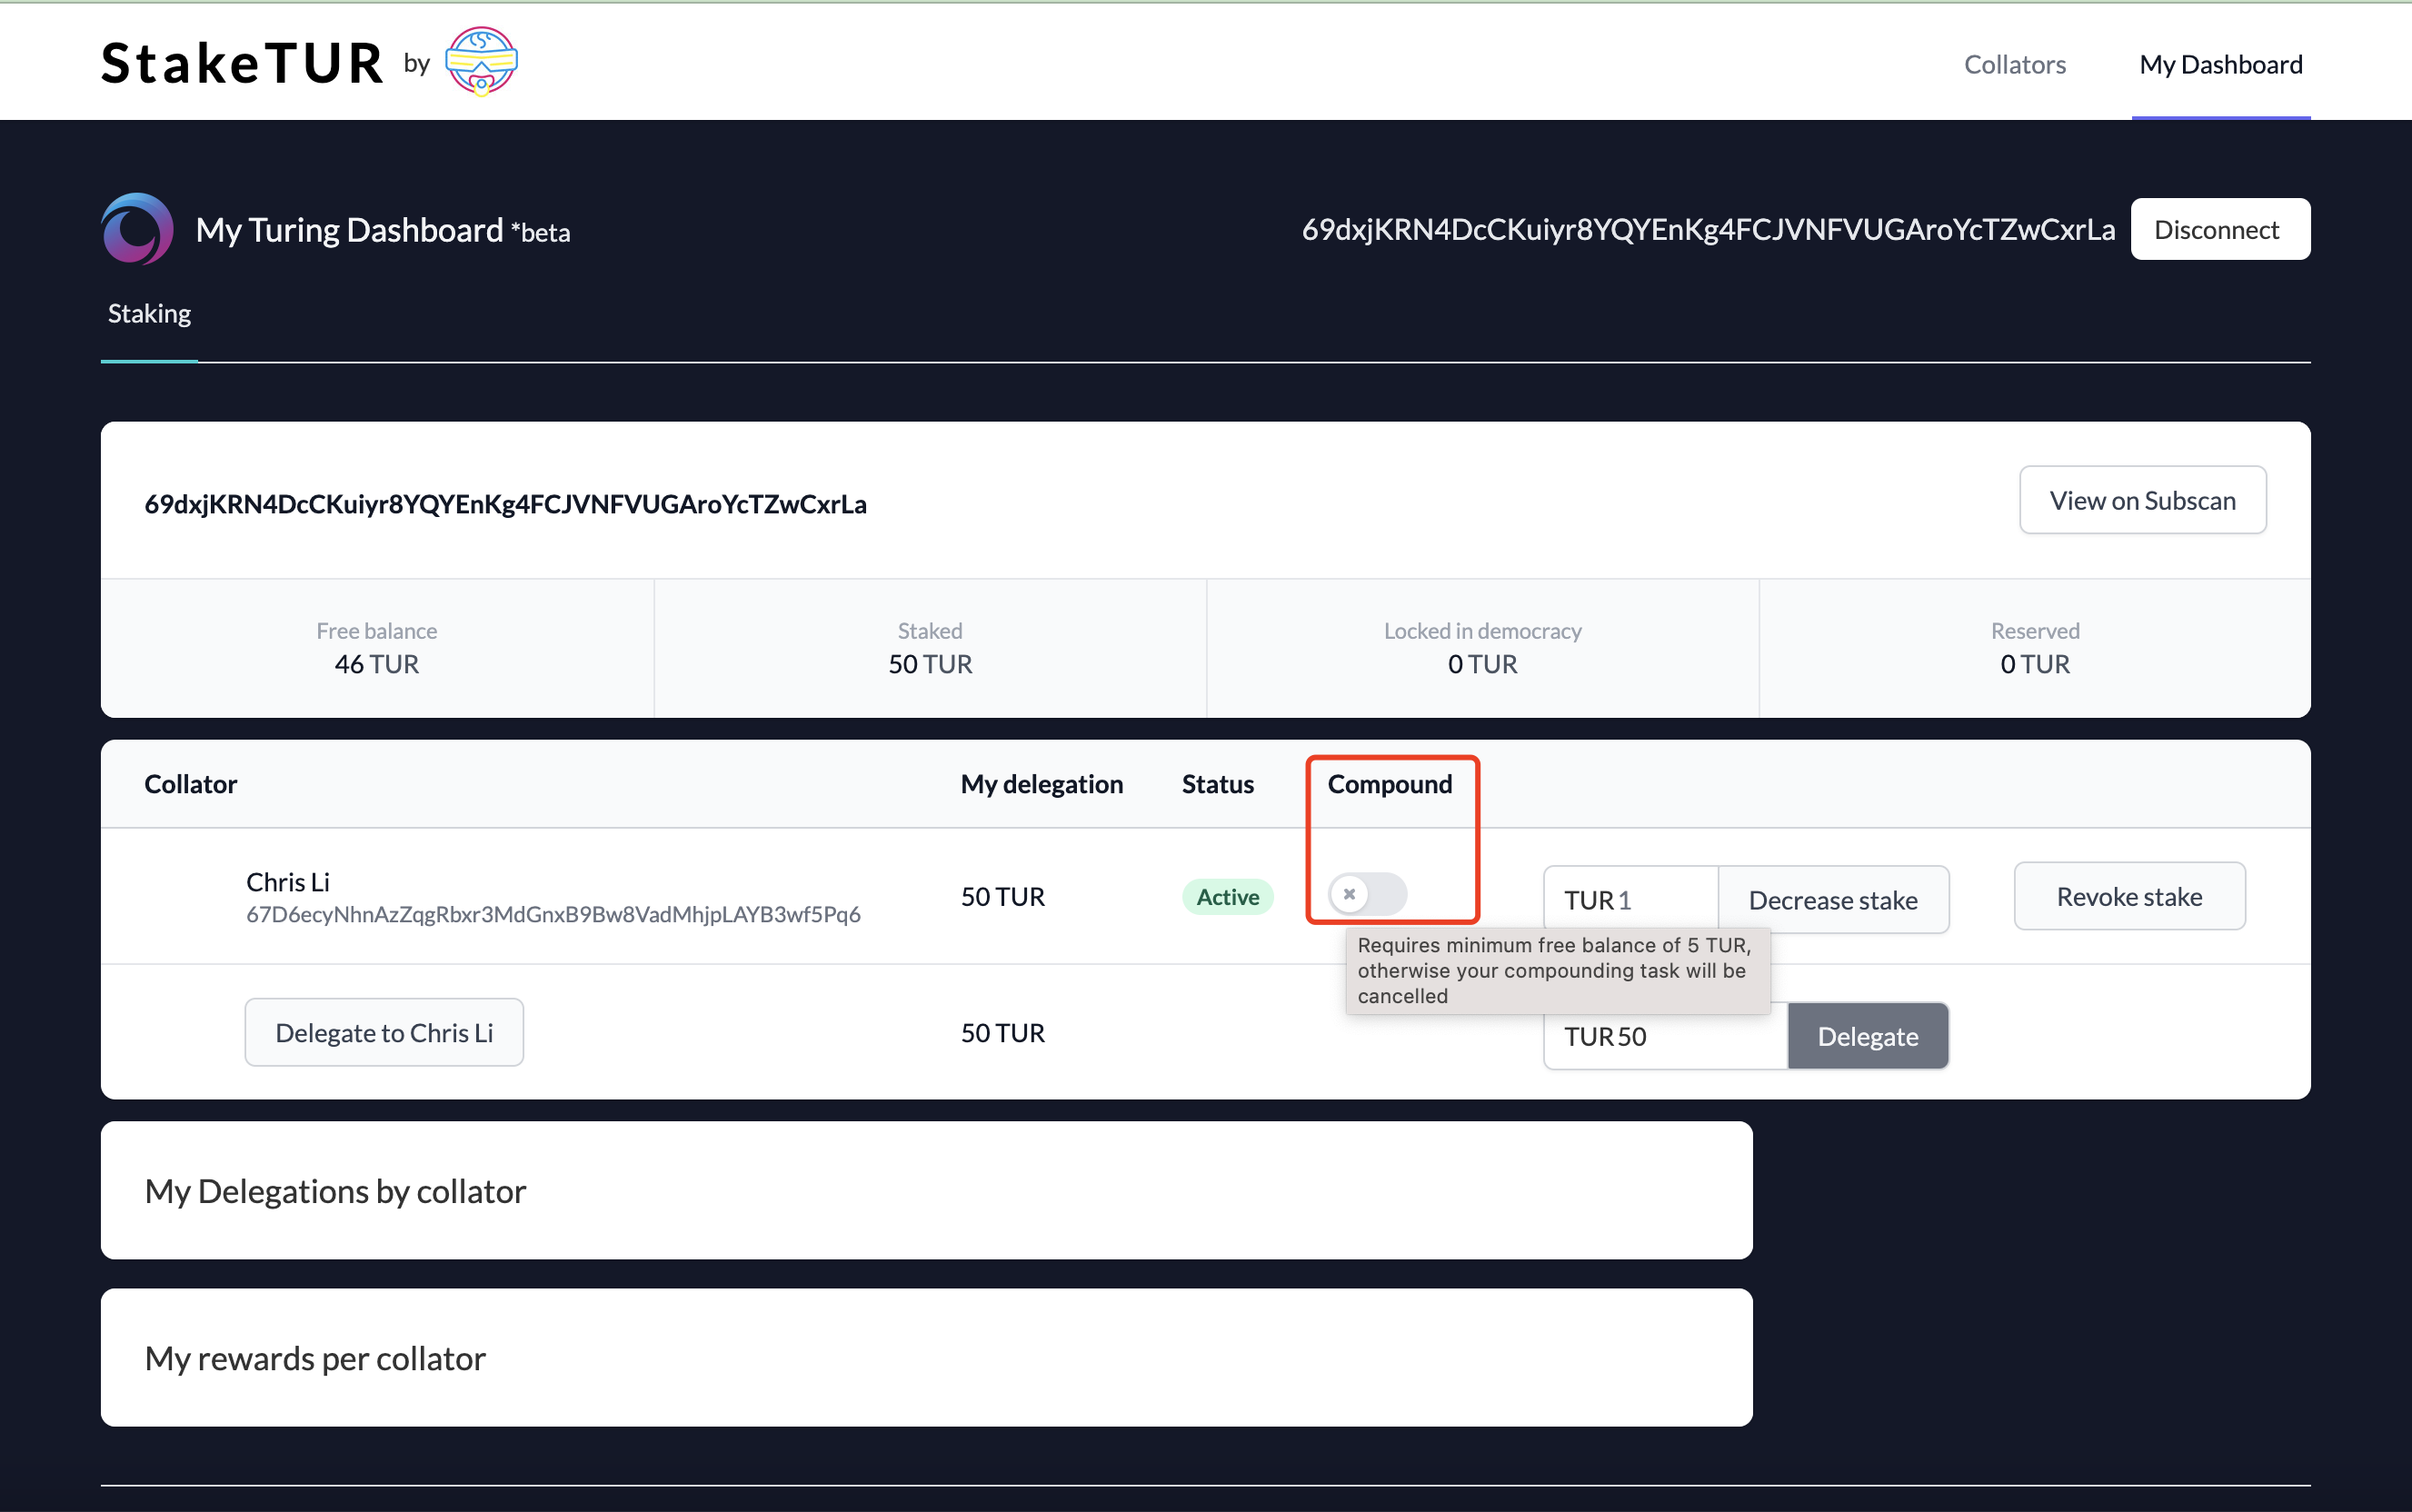 StakeTUR by
Collators
My Dashboard
My Turing Dashboard *beta
69dxjKRN4DcCKuiyr8YQYEnKg4FCJVNFVUGAroYcTZwCxrLa
Disconnect
Staking
69dxjKRN4DcCKuiyr8YQYEnKg4FCJVNFVUGAroYcTZwCxrLa
View on Subscan
Free balance
46 TUR
Staked
50 TUR
Locked in democracy
0 TUR
Reserved
0 TUR
Collator
My delegation
Status
Compound
Chris Li
67D6ecyNhnAzZqgRbxr3MdGnxB9Bw8VadMhjpLAYB3wf5Pq6
50 TUR
Active
TUR 1
Decrease stake
Revoke stake
Requires minimum free balance of 5 TUR,
otherwise your compounding task will be
cancelled
Delegate to Chris Li
50 TUR
TUR 50
Delegate
My Delegations by collator
My rewards per collator